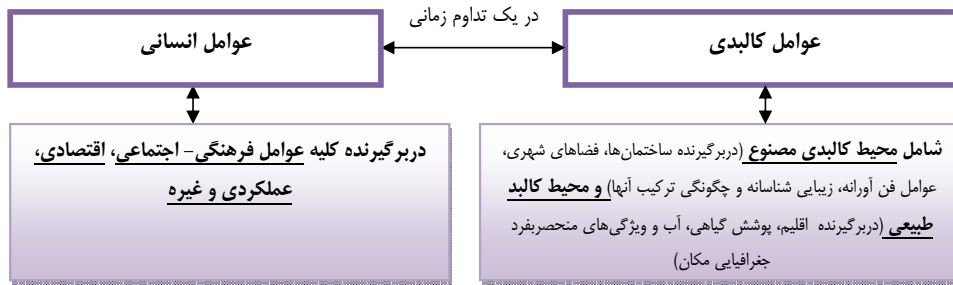 در یک تداوم زمانی
عوامل کالبدی
عوامل انسانی
شامل محیط کالبدی مصنوع (دربرگیرنده ساختمان‌ها، فضاهای شهری،
عوامل فن آورانه، زیبایی شناسانه و چگونگی ترکیب آنها) و محیط کالبد
طبیعی (دربرگیرنده اقلیم، پوشش گیاهی، آب و ویژگی‌های منحصربفرد
جغرافیایی مکان)
دربرگیرنده کلیه عوامل فرهنگی- اجتماعی، اقتصادی،
عملکردی و غیره